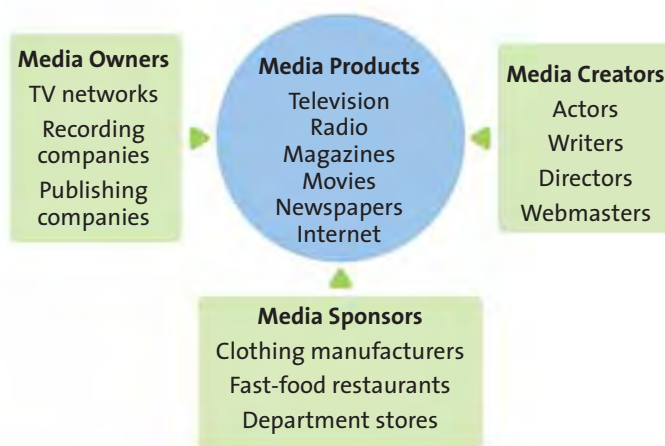 Media Owners
TV networks
Recording
companies
Publishing
companies
Media Products
Television
Radio
Magazines
Movies
Newspapers
Internet
Media Creators
Actors
Writers
Directors
Webmasters
Media Sponsors
Clothing manufacturers
Fast-food restaurants
Department stores